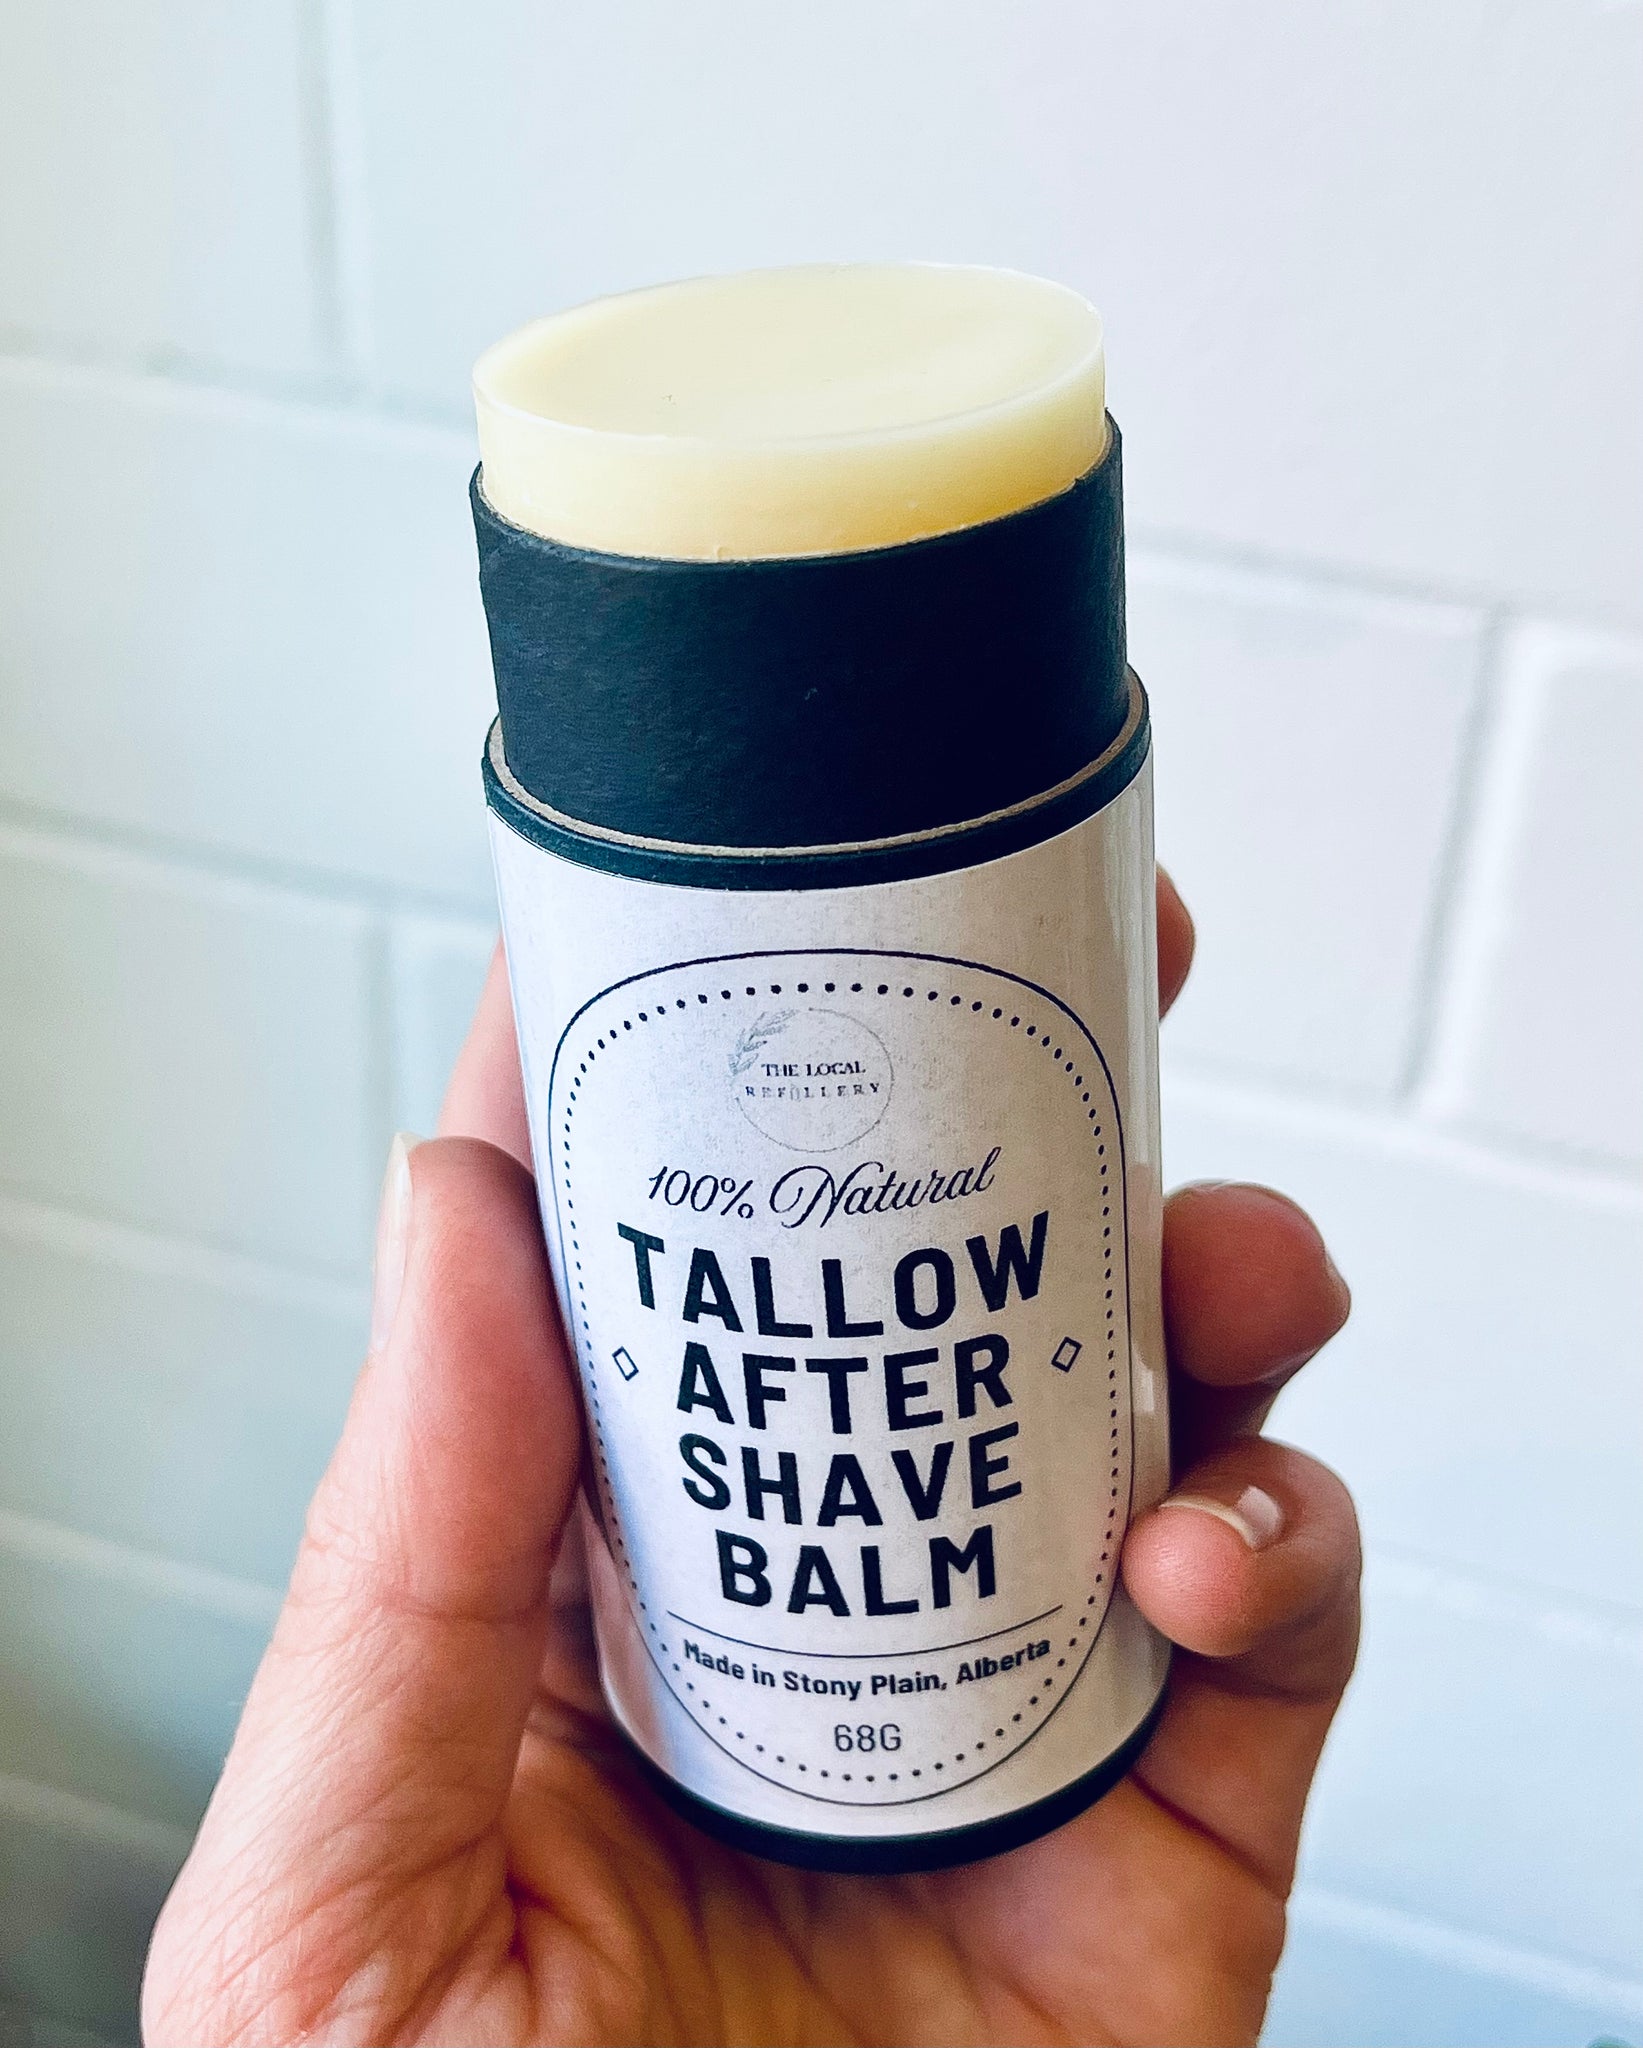 THE LOCAL
REFILLERY
100% Natural
TALLOW
AFTER
SHAVE
BALM
Made in Stony Plain, Alberta
68G